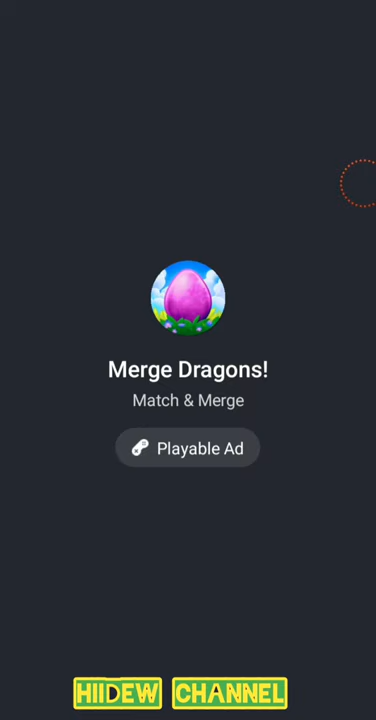 Merge Dragons!
Match & Merge
Playable Ad
HIIDEW CHANNEL